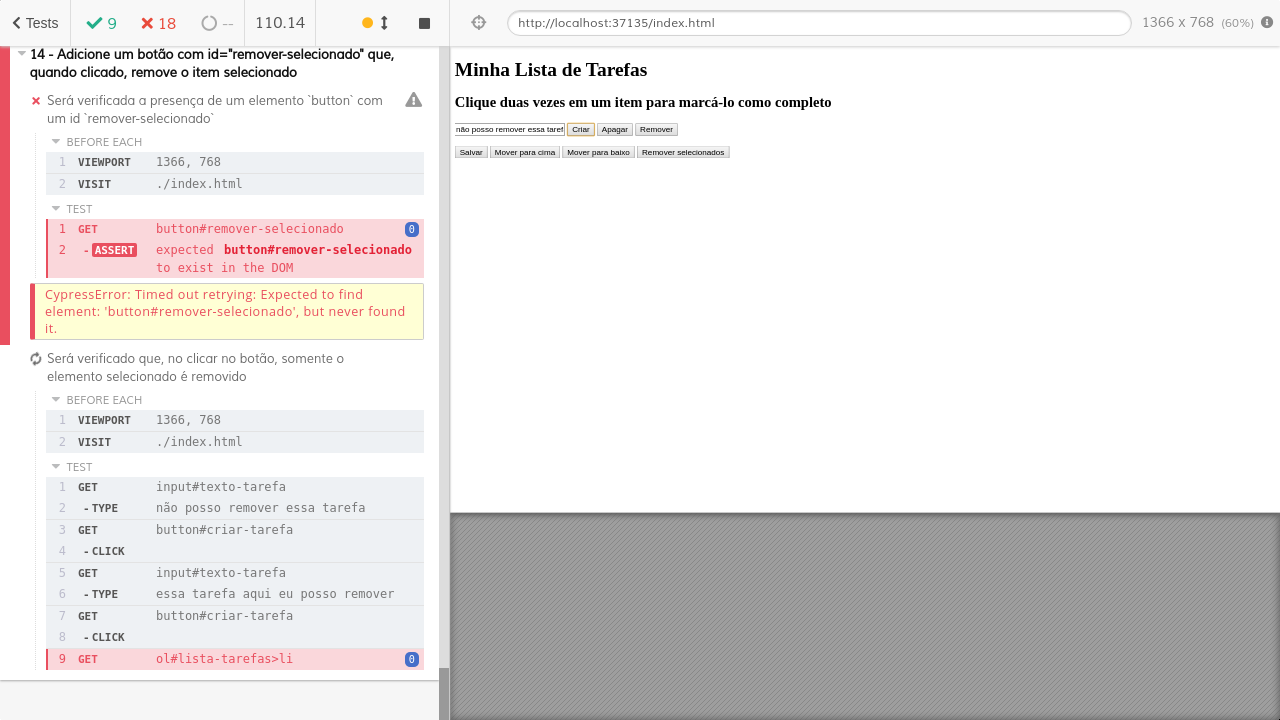 Tests 9 18 -- 110.14
http://localhost:37135/index.html 1366 x 768 (60%)
14 - Adicione um botão com id="remover-selecionado" que,
quando clicado, remove o item selecionado
Será verificada a presença de um elemento `button` com
um id `remover-selecionado`
BEFORE EACH
1 VIEWPORT 1366, 768
2 VISIT ./index.html
TEST
1 GET button#remover-selecionado 0
2 - ASSERT expected button#remover-selecionado
to exist in the DOM
CypressError: Timed out retrying: Expected to find
element: 'button#remover-selecionado', but never found
it.
Será verificado que, no clicar no botão, somente o
elemento selecionado é removido
BEFORE EACH
1 VIEWPORT 1366, 768
2 VISIT ./index.html
TEST
1 GET input#texto-tarefa
2 - TYPE não posso remover essa tarefa
3 GET button#criar-tarefa
4 - CLICK
5 GET input#texto-tarefa
6 - TYPE essa tarefa aqui eu posso remover
7 GET button#criar-tarefa
8 - CLICK
9 GET ol#lista-tarefas>li 0
Minha Lista de Tarefas
Clique duas vezes em um item para marcá-lo como completo
não posso remover essa taref Criar Apagar Remover
Salvar Mover para cima Mover para baixo Remover selecionados